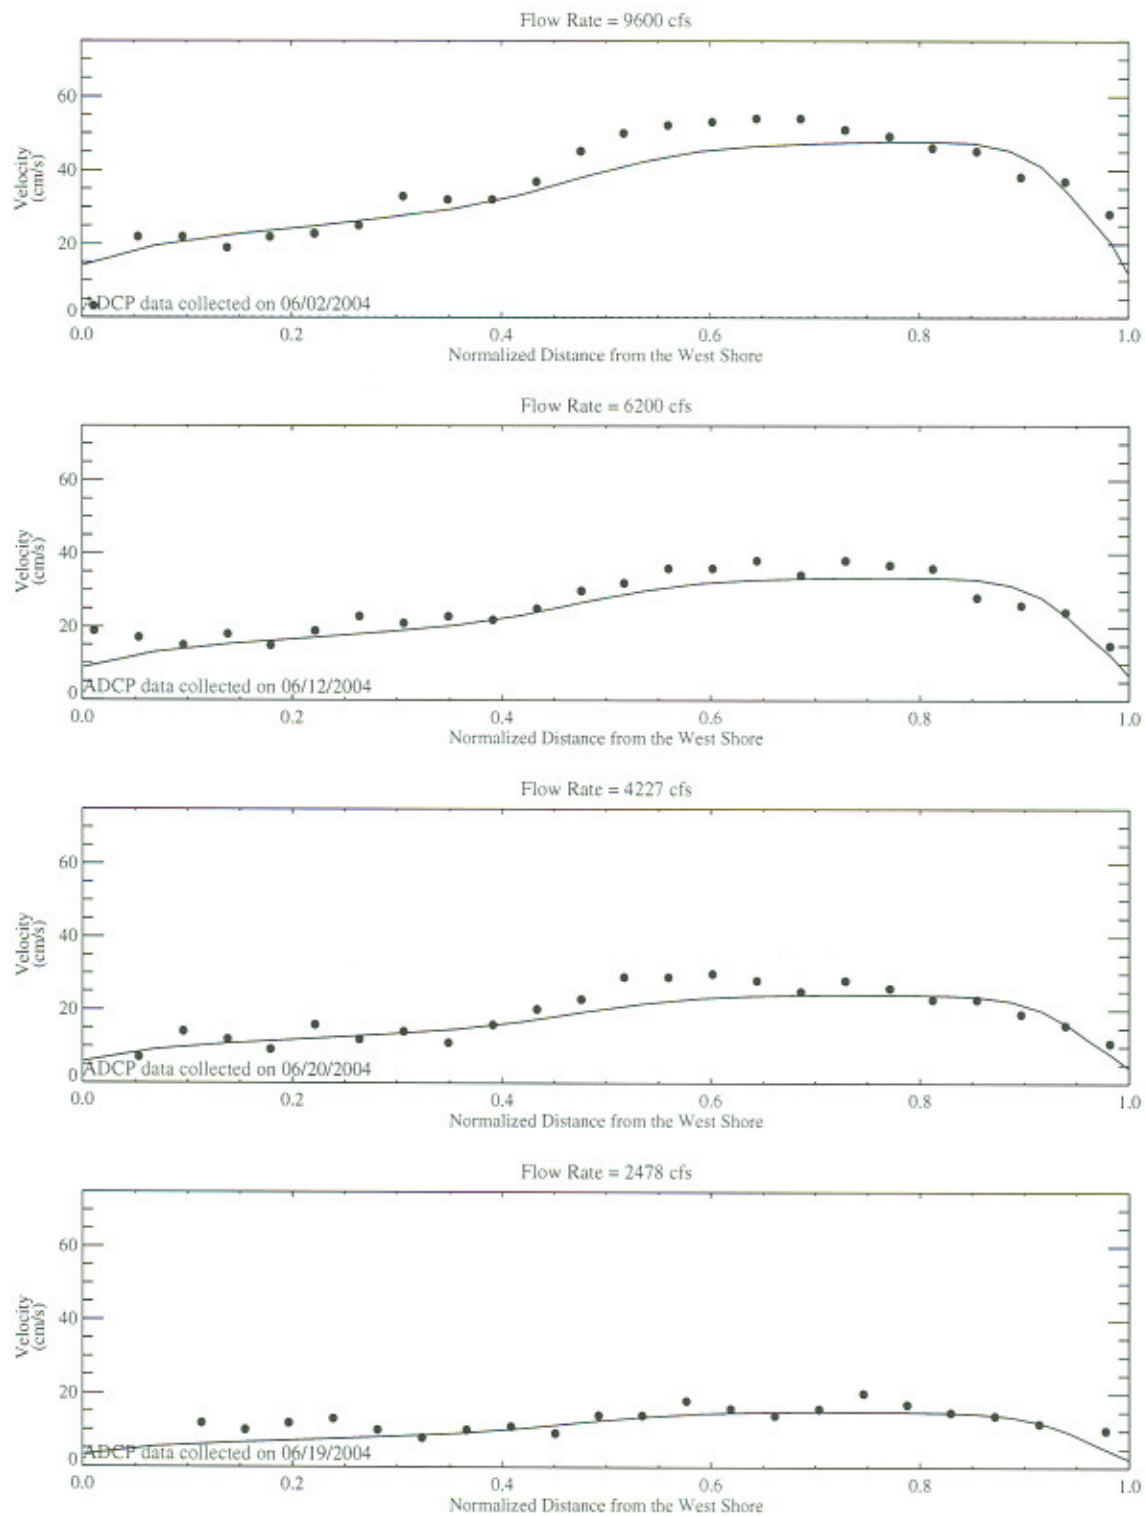 Flow Rate = 9600 cfs
60
40
20
0
Velocity
(cm/s)
ADCP data collected on 06/02/2004
0.0 0.2 0.4 0.6 0.8 1.0
Normalized Distance from the West Shore
Flow Rate = 6200 cfs
60
40
20
0
Velocity
(cm/s)
ADCP data collected on 06/12/2004
0.0 0.2 0.4 0.6 0.8 1.0
Normalized Distance from the West Shore
Flow Rate = 4227 cfs
60
40
20
0
Velocity
(cm/s)
ADCP data collected on 06/20/2004
0.0 0.2 0.4 0.6 0.8 1.0
Normalized Distance from the West Shore
Flow Rate = 2478 cfs
60
40
20
0
Velocity
(cm/s)
ADCP data collected on 06/19/2004
0.0 0.2 0.4 0.6 0.8 1.0
Normalized Distance from the West Shore